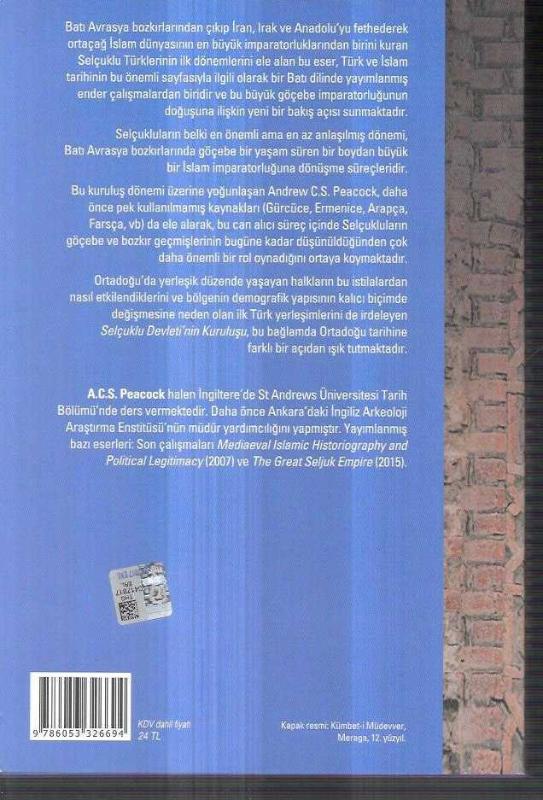 Batı Avrasya bozkırlarından çıkıp İran, Irak ve Anadolu'yu fethederek
ortaçağ İslam dünyasının en büyük imparatorluklarından birini kuran
Selçuklu Türklerinin ilk dönemlerini ele alan bu eser, Türk ve İslam
tarihinin bu önemli sayfasıyla ilgili olarak bir Batı dilinde yayımlanmış
ender çalışmalardan biridir ve bu büyük göçebe imparatorluğunun
doğuşuna ilişkin yeni bir bakış açısı sunmaktadır.
Selçukluların belki en önemli ama en az anlaşılmış dönemi,
Batı Avrasya bozkırlarında göçebe bir yaşam süren bir boydan büyük
bir İslam imparatorluğuna dönüşme süreçleridir.
Bu kuruluş dönemi üzerine yoğunlaşan Andrew C.S. Peacock, daha
önce pek kullanılmamış kaynakları (Gürcüce, Ermenice, Arapça,
Farsça, vb) da ele alarak, bu can alıcı süreç içinde Selçukluların
göçebe ve bozkır geçmişlerinin bugüne kadar düşünüldüğünden çok
daha önemli bir rol oynadığını ortaya koymaktadır.
Ortadoğu'da yerleşik düzende yaşayan halkların bu istilalardan
nasıl etkilendiklerini ve bölgenin demografik yapısının kalıcı biçimde
değişmesine neden olan ilk Türk yerleşimlerini de irdeleyen
Selçuklu Devleti'nin Kuruluşu, bu bağlamda Ortadoğu tarihine
farklı bir açıdan ışık tutmaktadır.
A.C.S. Peacock halen İngiltere'de St Andrews Üniversitesi Tarih
Bölümü'nde ders vermektedir. Daha önce Ankara'daki İngiliz Arkeoloji
Araştırma Enstitüsü'nün müdür yardımcılığını yapmıştır. Yayımlanmış
bazı eserleri: Son çalışmaları Mediaeval Islamic Historiography and
Political Legitimacy (2007) ve The Great Seljuk Empire (2015).
9 786053 326694
KDV dahil fiyatı
24 TL
Kapak resmi: Kümbet-i Müdevver,
Meraga, 12. yüzyıl.